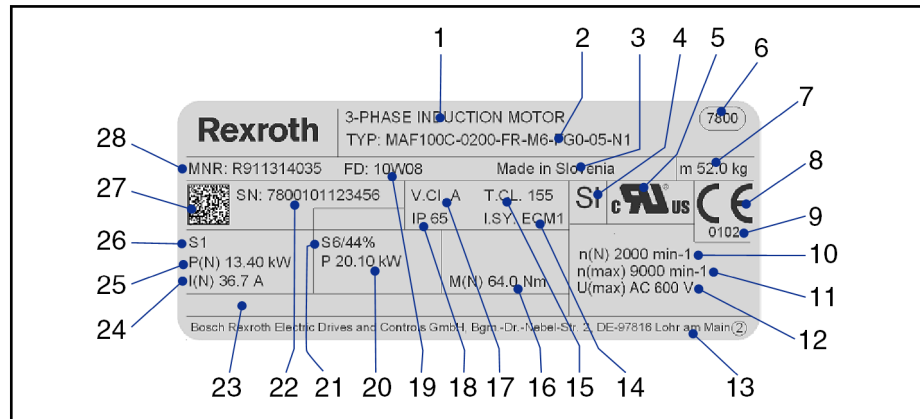 1 2 3 4 5 6
7
8
9
10
11
12
13
Rexroth
3-PHASE INDUCTION MOTOR
7800
TYP: MAF100C-0200-FR-M6-FG0-05-N1
28
MNR: R911314035 FD: 10W08 Made in Slovenia m 52.0 kg
27
SN: 7800101123456 V.Cl. A T.CL. 155 SI c RU US CE
IP 65 I.SY. ECM1 0102
26
S1 S6/44%
25
P(N) 13.40 kW P 20.10 kW n(N) 2000 min-1
24
I(N) 36.7 A M(N) 64.0 Nm n(max) 9000 min-1
U(max) AC 600 V
Bosch Rexroth Electric Drives and Controls GmbH, Bgm.-Dr.-Nebel-Str. 2, DE-97816 Lohr am Main 2
23 22 21 20 19 18 17 16 15 14